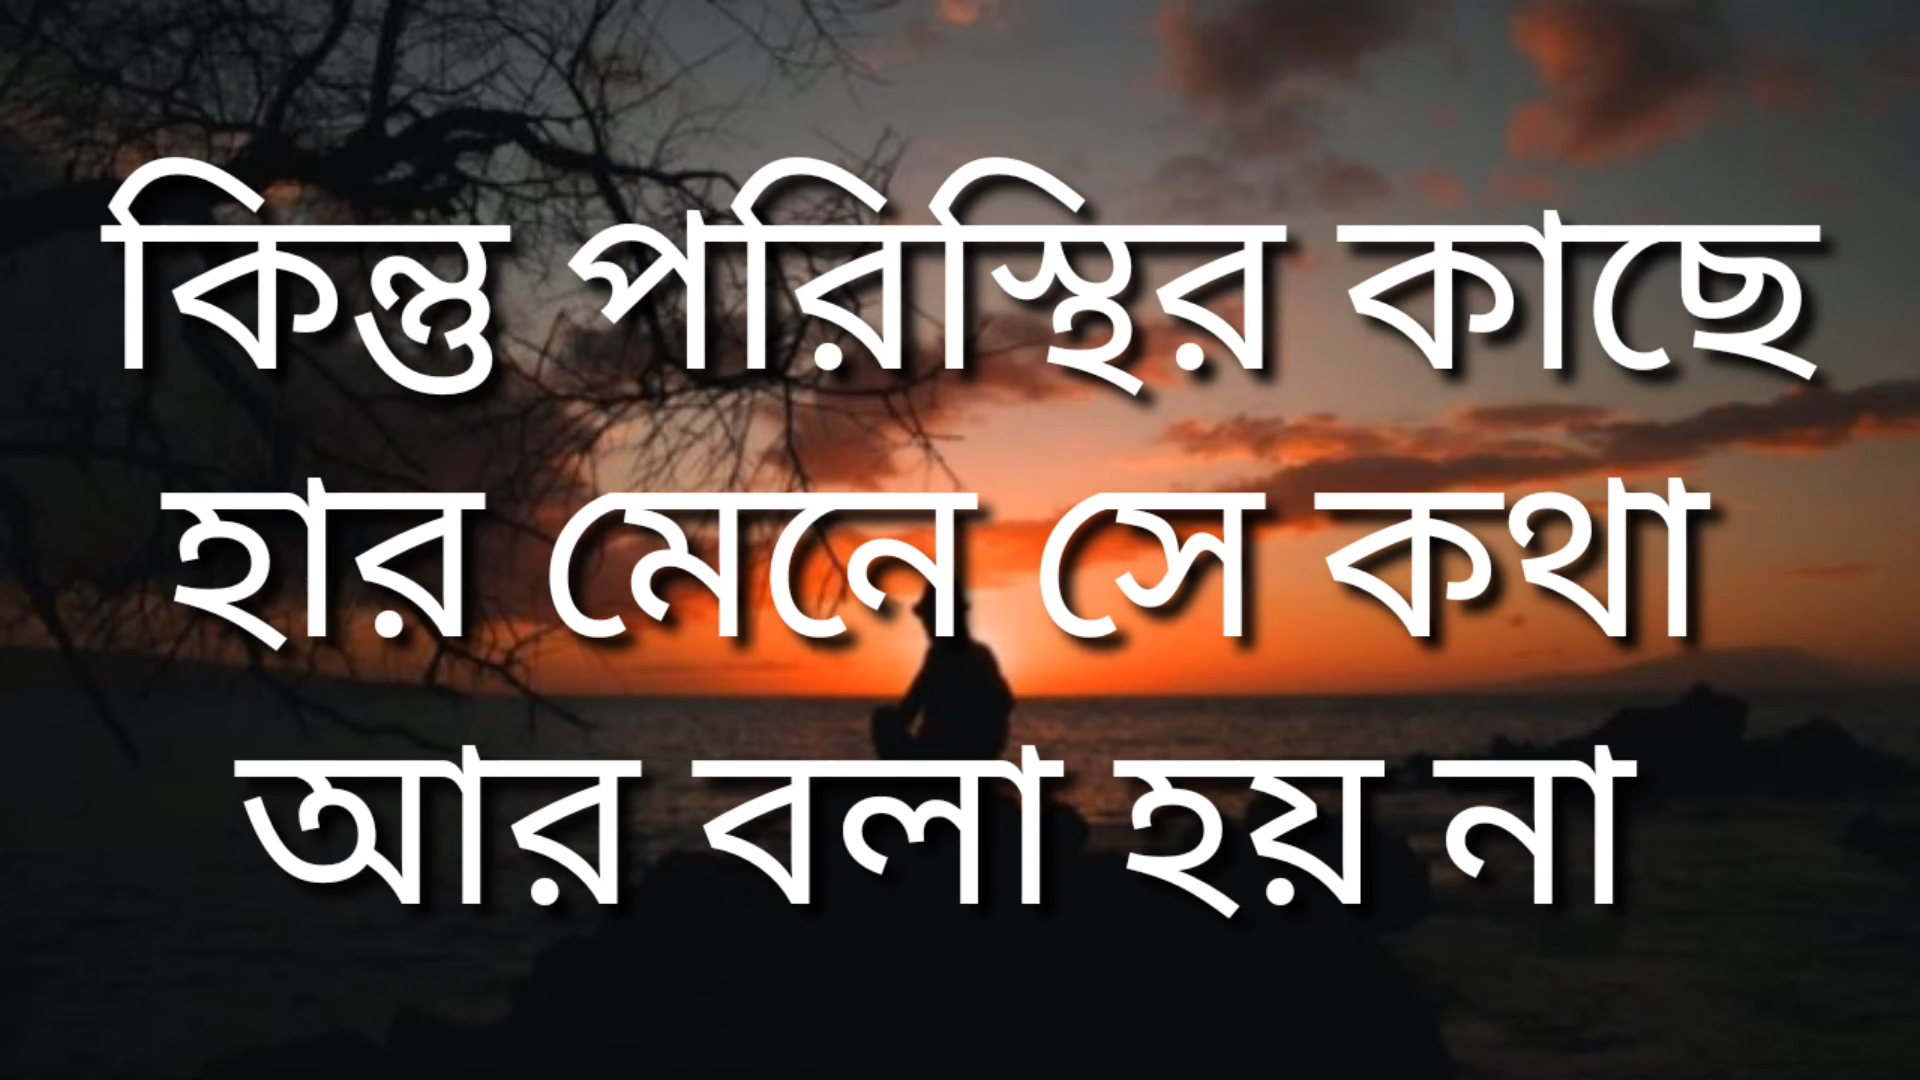 কিন্তু পরিস্থির কাছে
হার মেনে সে কথা
আর বলা হয় না